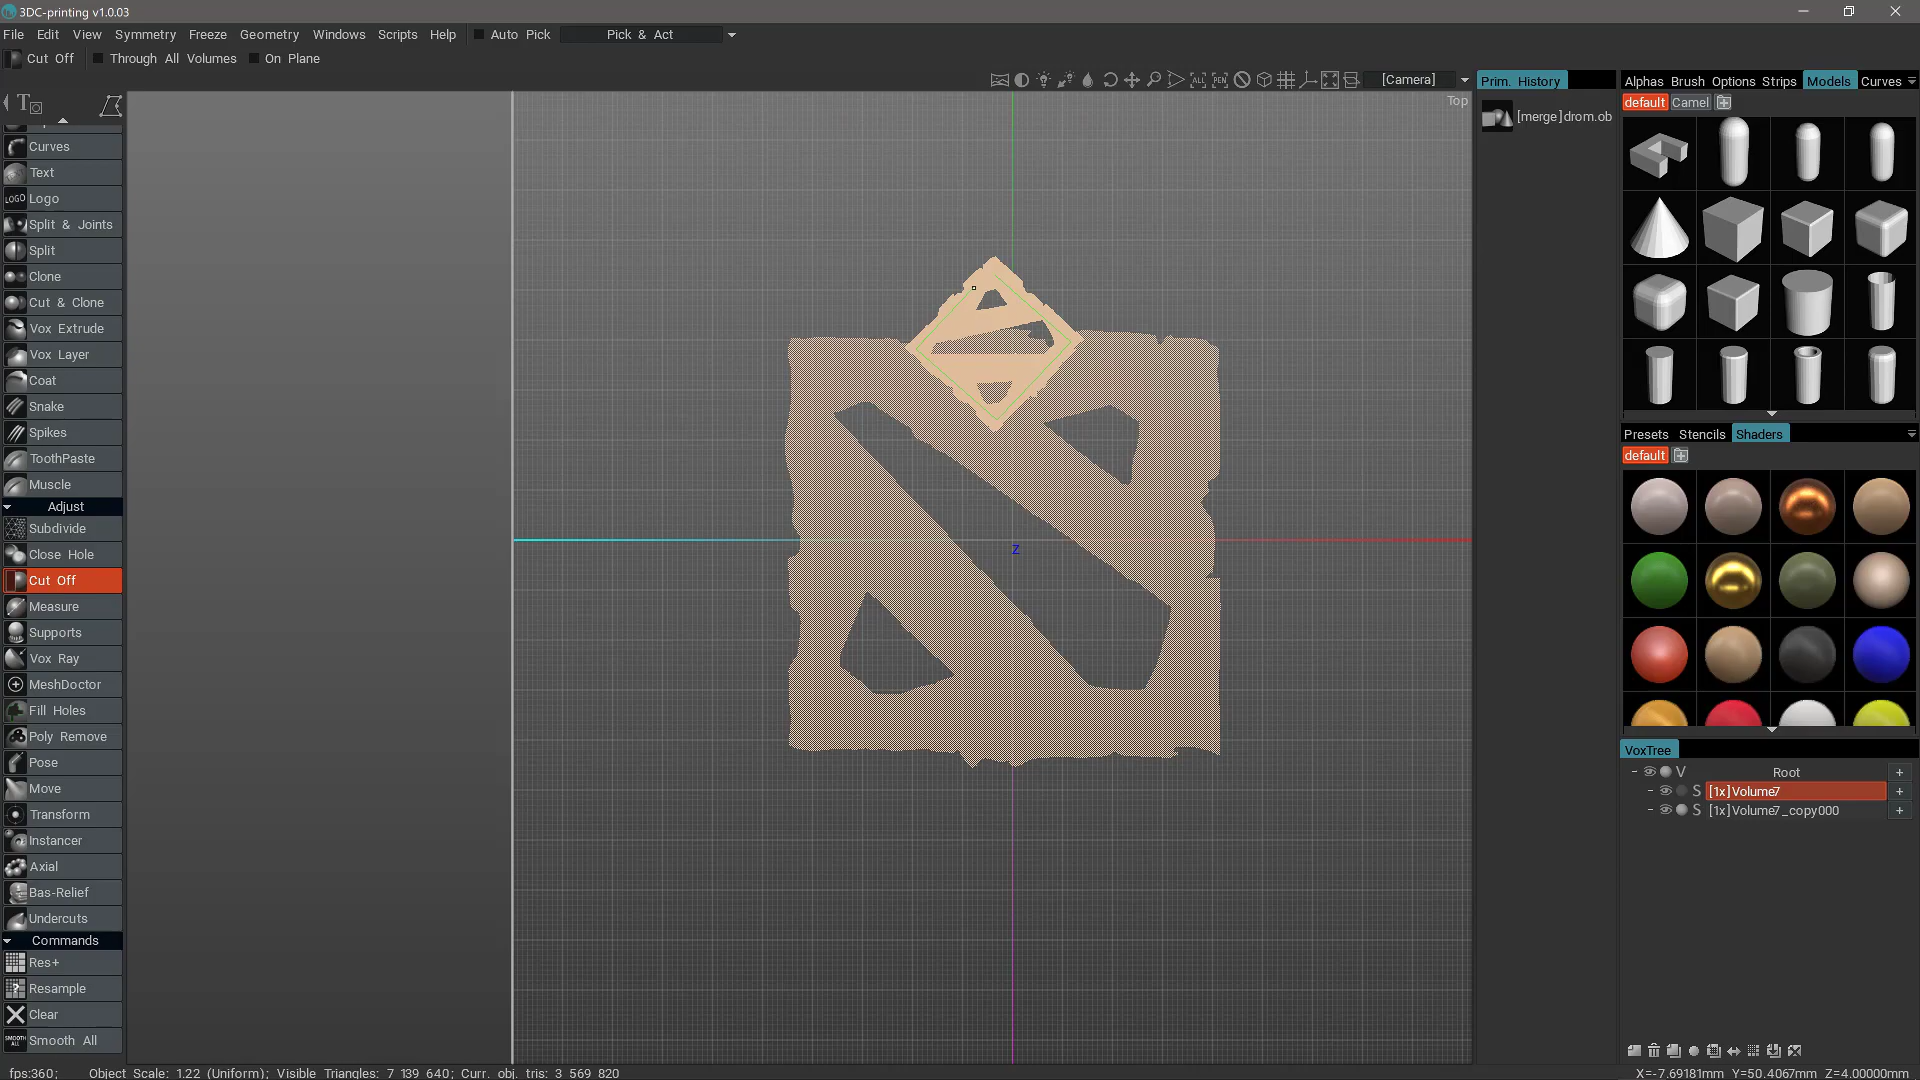 3DC-printing v1.0.03
File Edit View Symmetry Freeze Geometry Windows Scripts Help Auto Pick Pick & Act
Cut Off Through All Volumes On Plane
ALL PEN [Camera]
Prim. History
Alphas Brush Options Strips Models Curves
default Camel
Top
[merge]drom.ob
Curves
Text
LOGO Logo
Split & Joints
Split
Clone
Cut & Clone
Vox Extrude
Vox Layer
Coat
Snake
Spikes
ToothPaste
Muscle
Adjust
Subdivide
Close Hole
Cut Off
Measure
Supports
Vox Ray
MeshDoctor
Fill Holes
Poly Remove
Pose
Move
Transform
Instancer
Axial
Bas-Relief
Undercuts
Commands
Res+
Resample
Clear
SMOOTH ALL Smooth All
Z
Presets Stencils Shaders
default
VoxTree
V Root
S [1x]Volume7
S [1x]Volume7_copy000
fps:360; Object Scale: 1.22 (Uniform); Visible Triangles: 7 139 640; Curr. obj. tris: 3 569 820
X=-7.69181mm Y=50.4067mm Z=4.00000mm